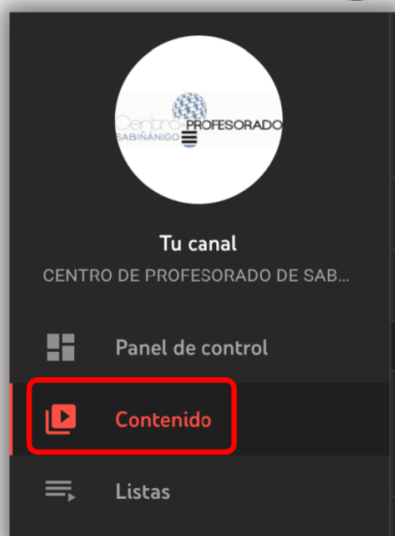 Centro PROFESORADO
SABIÑÁNIGO
Tu canal
CENTRO DE PROFESORADO DE SAB...
Panel de control
Contenido
Listas